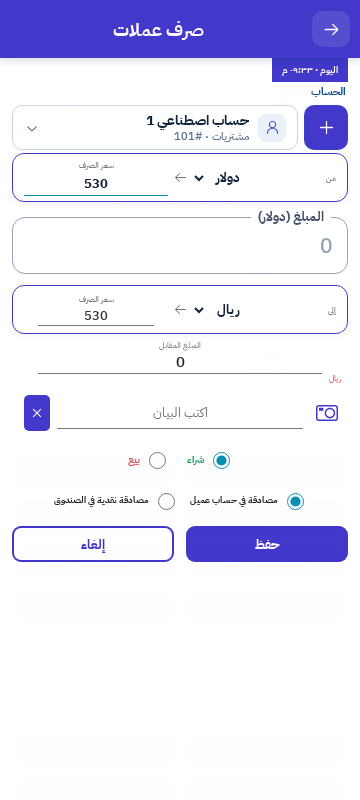 صرف عملات
اليوم ٠٩:٣٣ م
الحساب
حساب اصطناعي 1
مشتريات • #101
من
دولار
سعر الصرف
530
المبلغ (دولار)
0
إلى
ريال
سعر الصرف
530
المبلغ المقابل
0
ريال
اكتب البيان
شراء
بيع
مصادقة في حساب عميل
مصادقة نقدية في الصندوق
حفظ
إلغاء